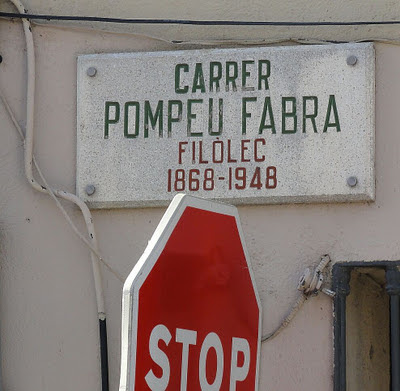 CARRER
POMPEU FABRA
FILÒLEC
1868-1948
STOP